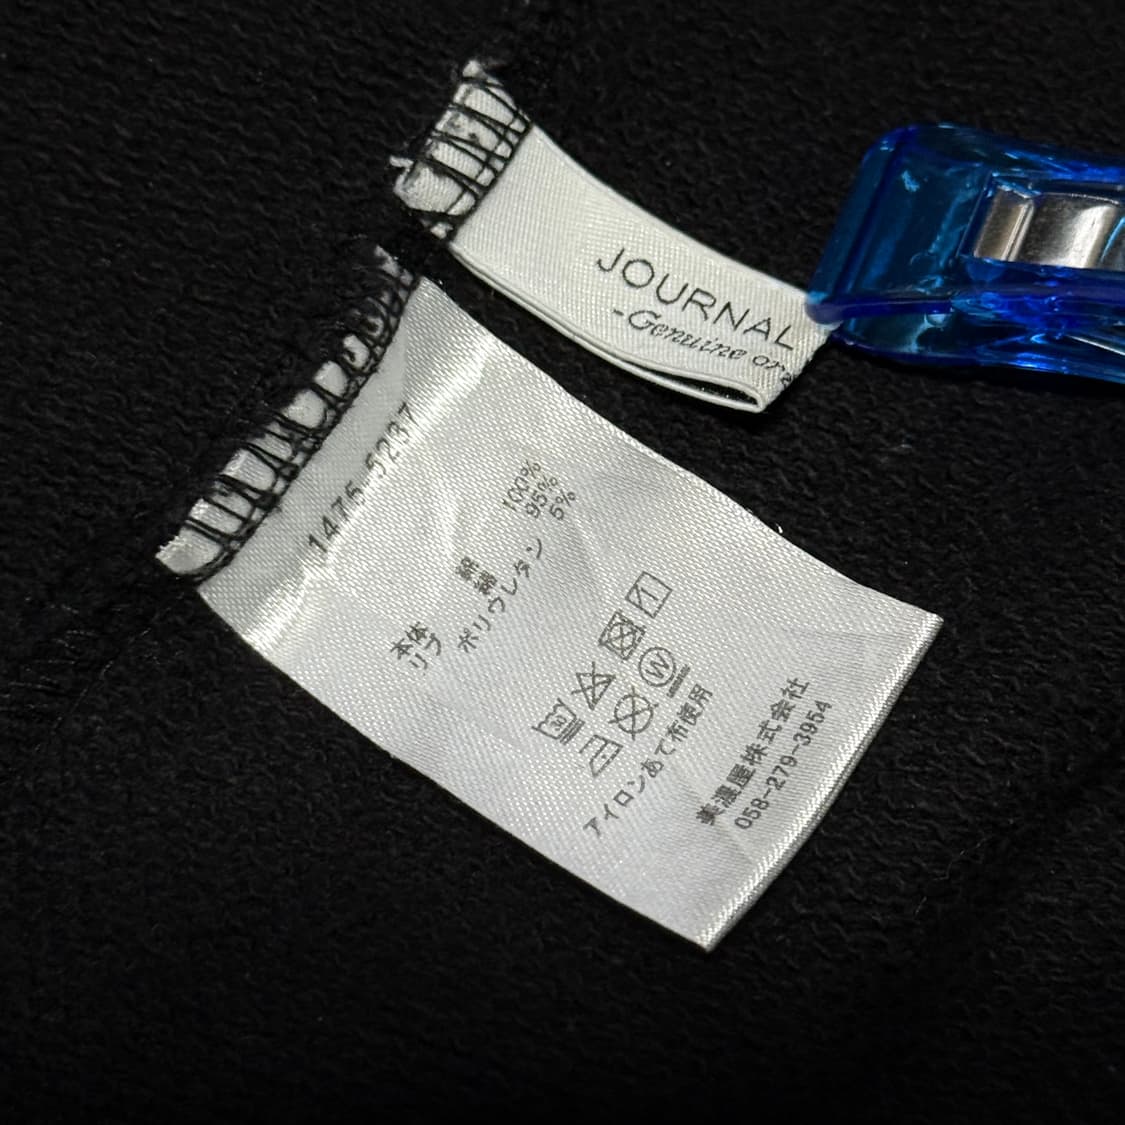 JOURNAL
-Genuine
1475-5237
本体 綿 100%
リブ 綿 95%
ポリウレタン 5%
アイロンあて布使用
美濃屋株式会社
058-279-3954